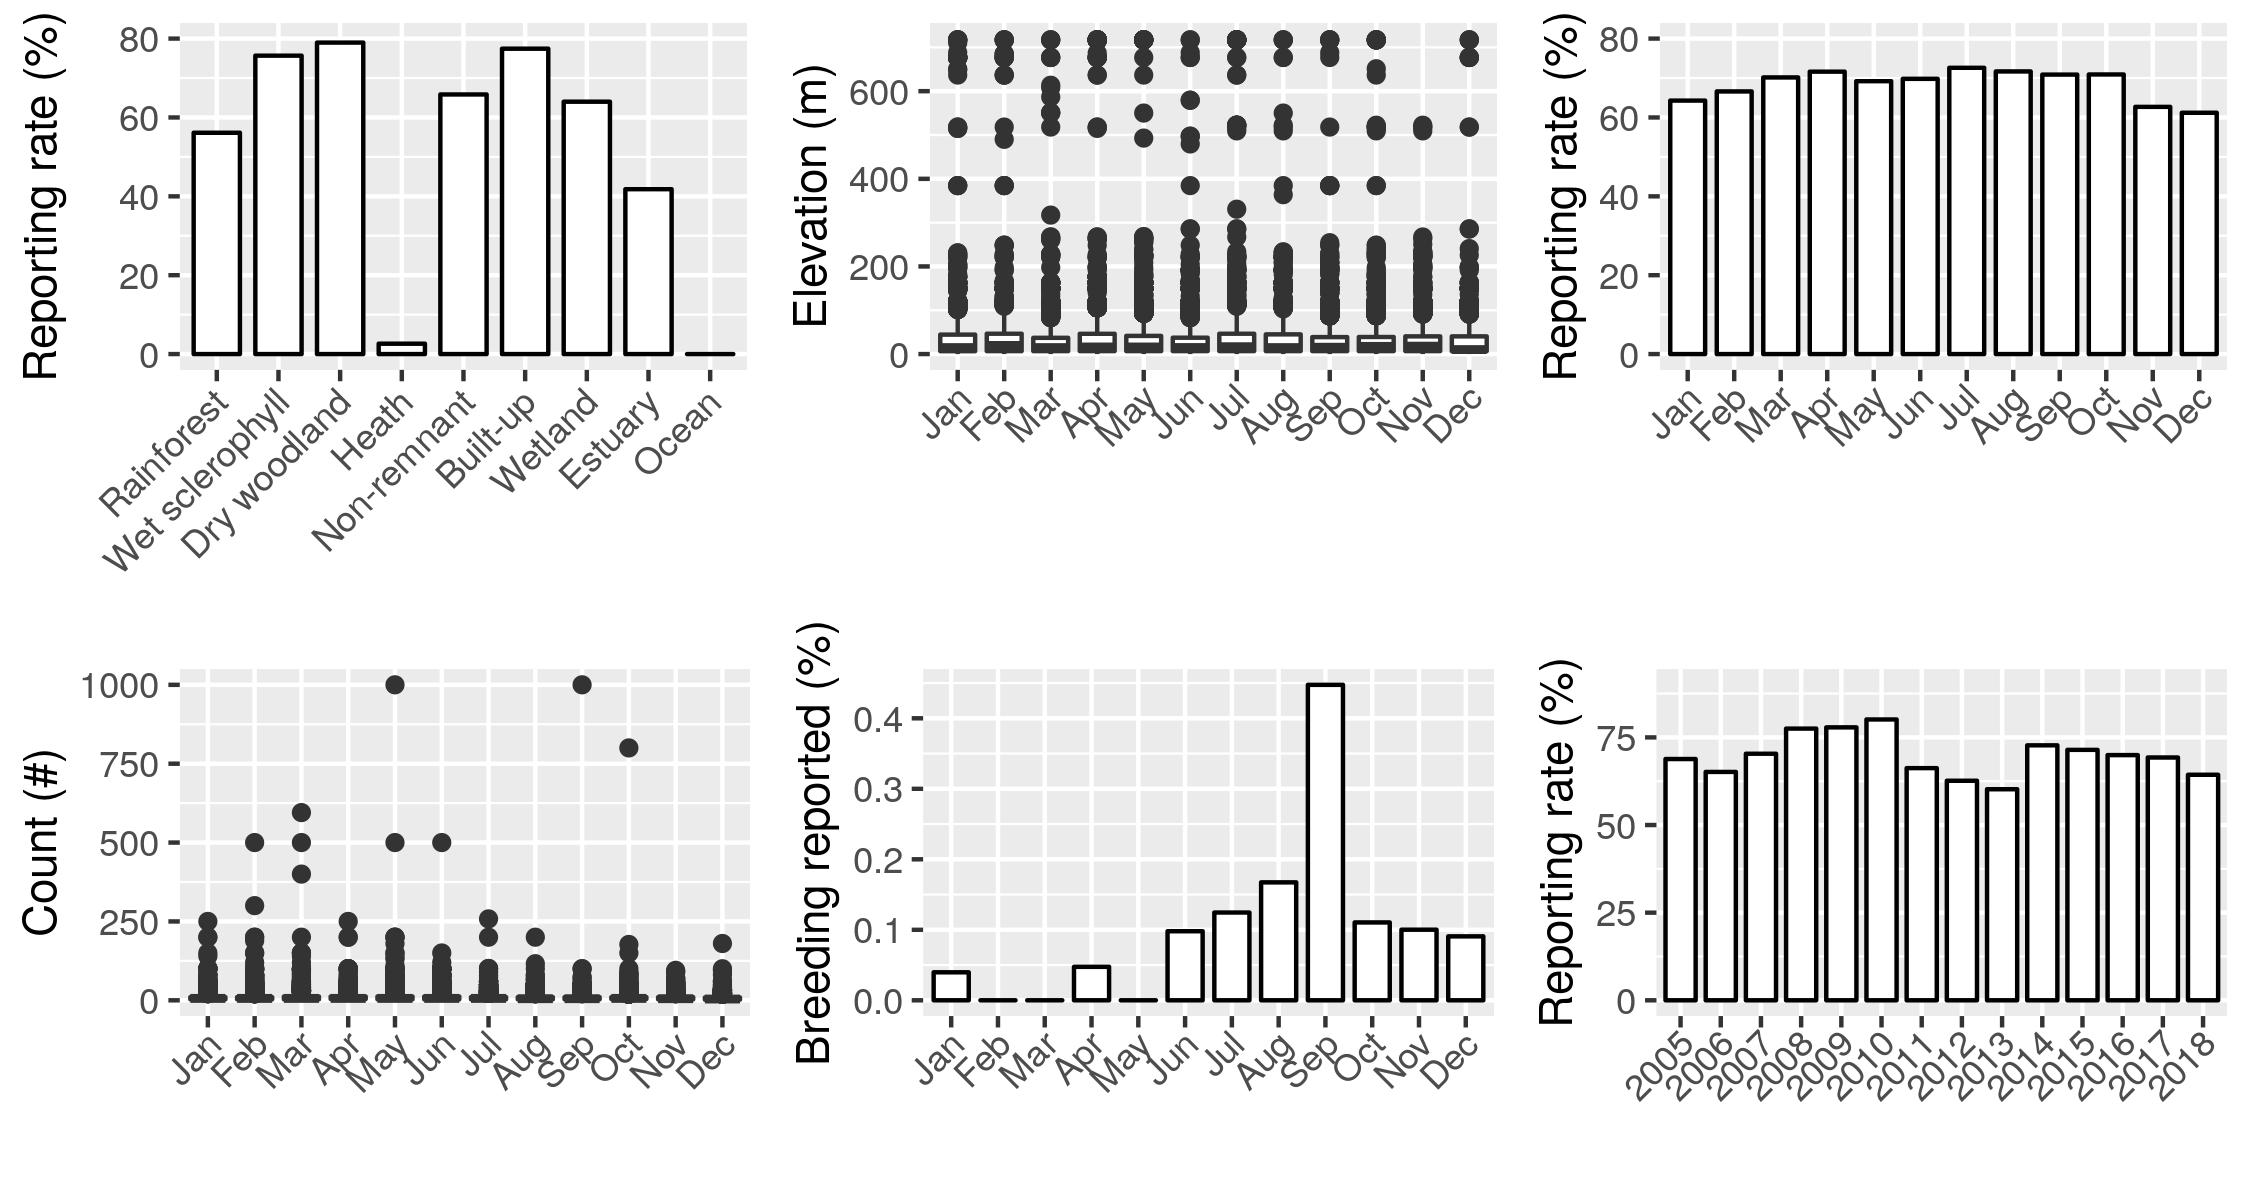 Reporting rate (%)
80
60
40
20
0
Rainforest
Wet sclerophyll
Dry woodland
Heath
Non-remnant
Built-up
Wetland
Estuary
Ocean
Elevation (m)
600
400
200
0
Jan
Feb
Mar
Apr
May
Jun
Jul
Aug
Sep
Oct
Nov
Dec
Reporting rate (%)
80
60
40
20
0
Jan
Feb
Mar
Apr
May
Jun
Jul
Aug
Sep
Oct
Nov
Dec
Count (#)
1000
750
500
250
0
Jan
Feb
Mar
Apr
May
Jun
Jul
Aug
Sep
Oct
Nov
Dec
Breeding reported (%)
0.4
0.3
0.2
0.1
0.0
Jan
Feb
Mar
Apr
May
Jun
Jul
Aug
Sep
Oct
Nov
Dec
Reporting rate (%)
75
50
25
0
2005
2006
2007
2008
2009
2010
2011
2012
2013
2014
2015
2016
2017
2018